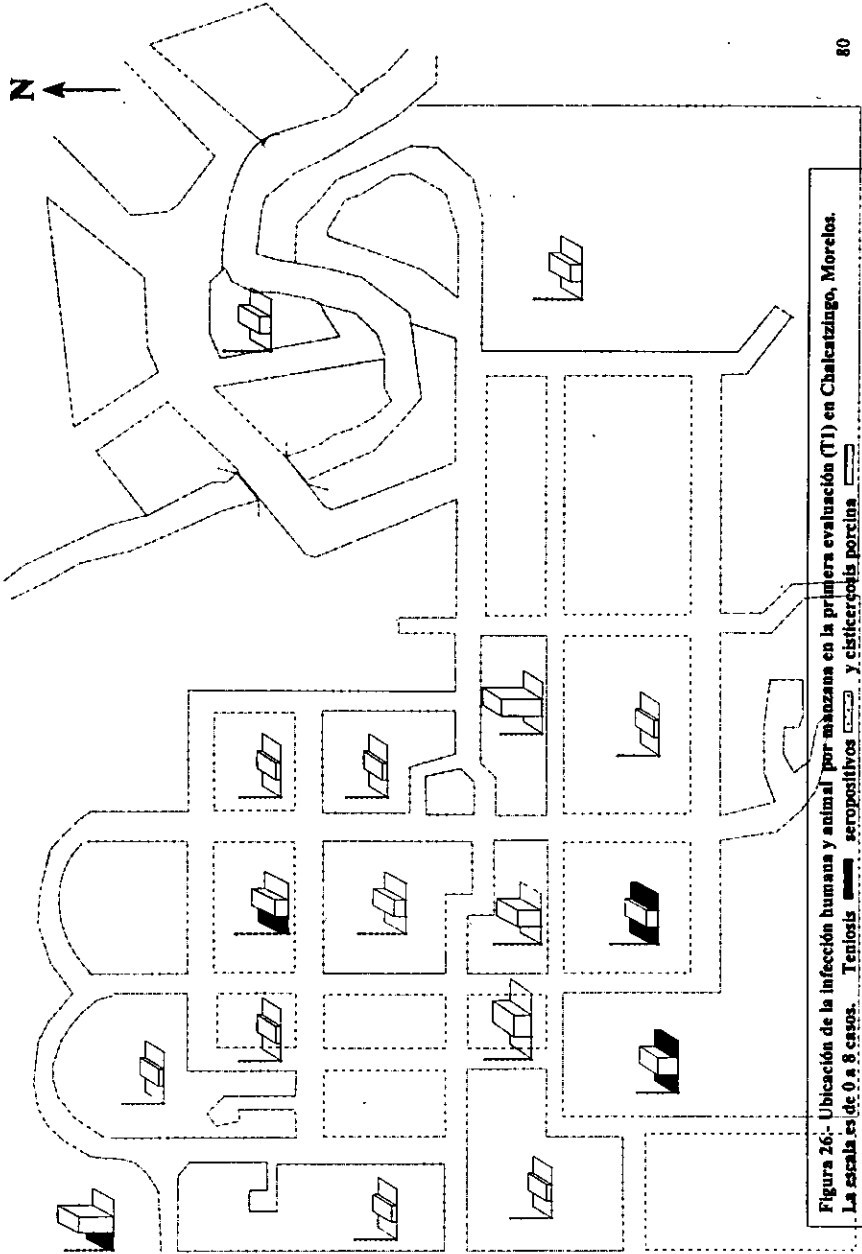 N
Figura 26.- Ubicación de la infección humana y animal por manzana en la primera evaluación (T1) en Chalcatzingo, Morelos.
La escala es de 0 a 8 casos. Teniosis seropositivos y cisticercosis porcina
80